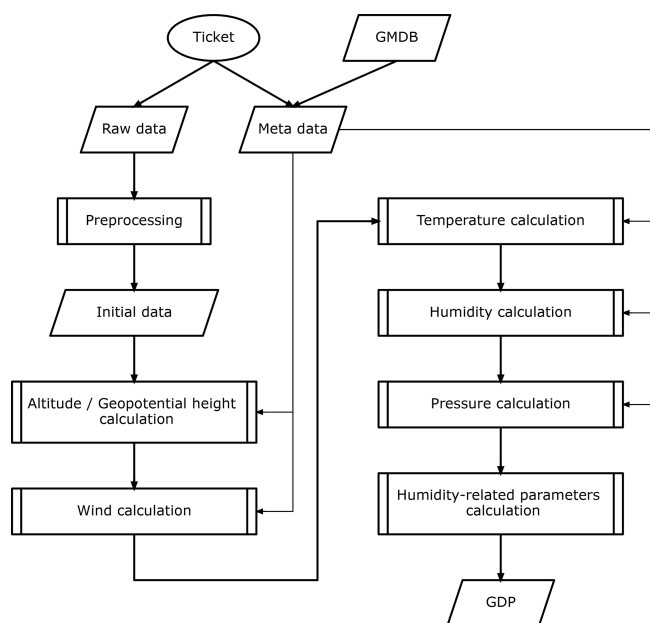 Ticket
GMDB
Raw data
Meta data
Preprocessing
Initial data
Altitude / Geopotential height
calculation
Wind calculation
Temperature calculation
Humidity calculation
Pressure calculation
Humidity-related parameters
calculation
GDP